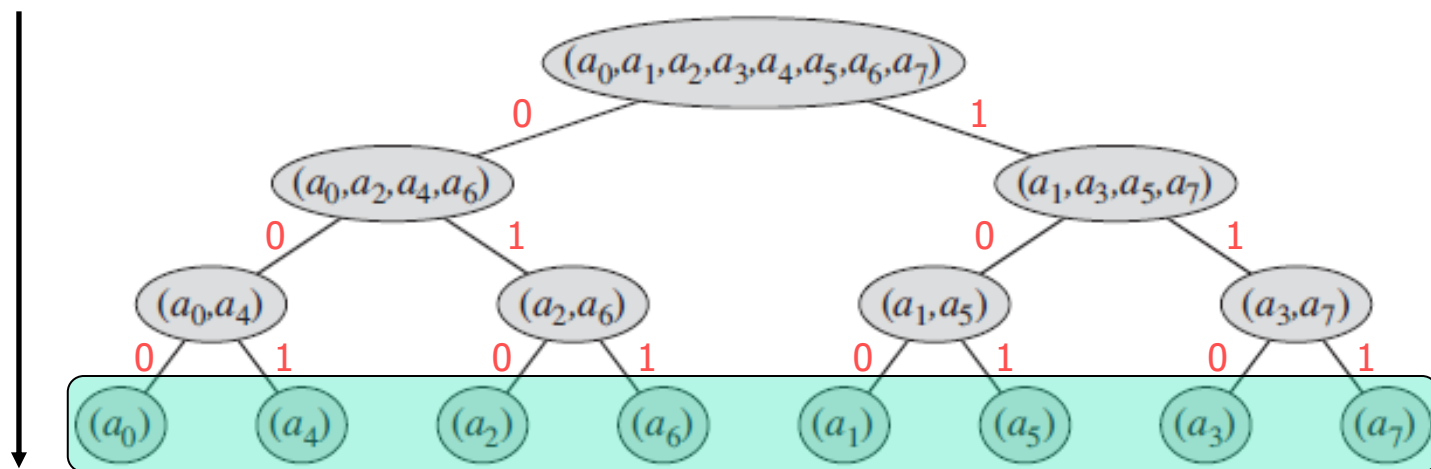 (a₀,a₁,a₂,a₃,a₄,a₅,a₆,a₇)
0 1
(a₀,a₂,a₄,a₆) (a₁,a₃,a₅,a₇)
0 1 0 1
(a₀,a₄) (a₂,a₆) (a₁,a₅) (a₃,a₇)
0 1 0 1 0 1 0 1
(a₀) (a₄) (a₂) (a₆) (a₁) (a₅) (a₃) (a₇)